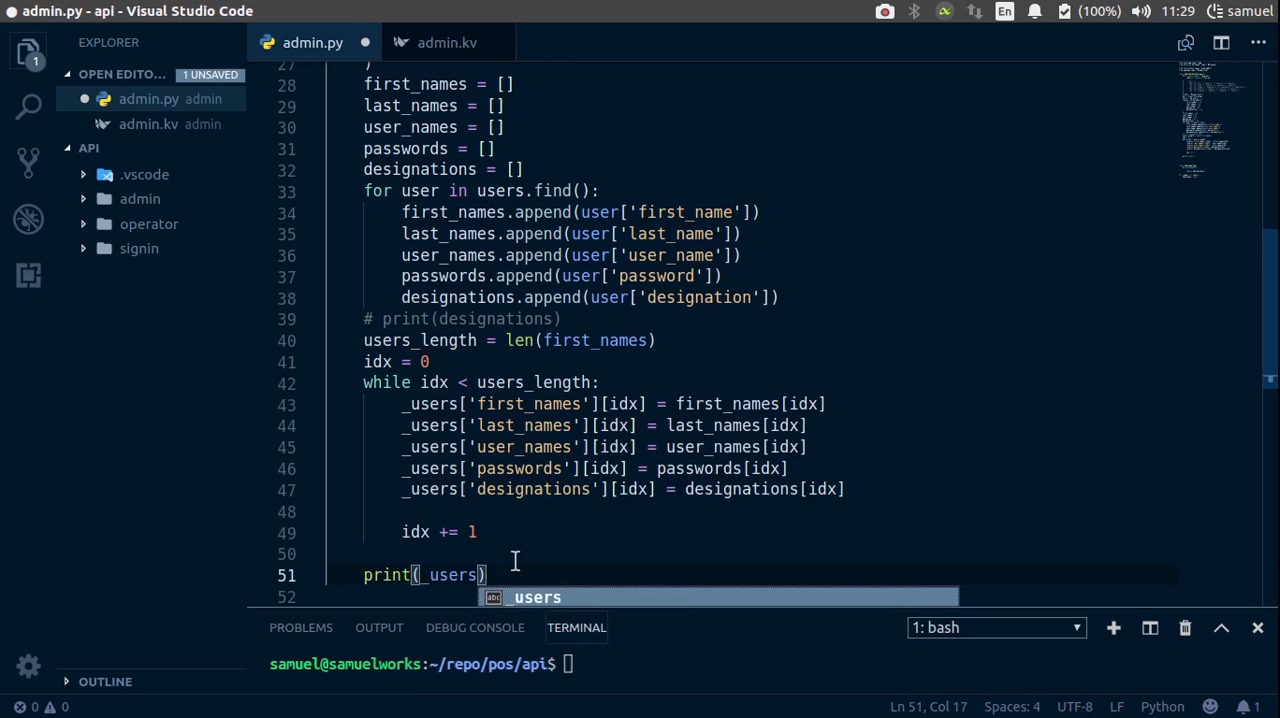 admin.py - api - Visual Studio Code
En
(100%)
11:29
samuel
1
EXPLORER
admin.py
admin.kv
OPEN EDITO...
1 UNSAVED
admin.py admin
admin.kv admin
API
.vscode
admin
operator
signin
OUTLINE
27 )
28 first_names = []
29 last_names = []
30 user_names = []
31 passwords = []
32 designations = []
33 for user in users.find():
34 first_names.append(user['first_name'])
35 last_names.append(user['last_name'])
36 user_names.append(user['user_name'])
37 passwords.append(user['password'])
38 designations.append(user['designation'])
39 # print(designations)
40 users_length = len(first_names)
41 idx = 0
42 while idx < users_length:
43 _users['first_names'][idx] = first_names[idx]
44 _users['last_names'][idx] = last_names[idx]
45 _users['user_names'][idx] = user_names[idx]
46 _users['passwords'][idx] = passwords[idx]
47 _users['designations'][idx] = designations[idx]
48
49 idx += 1
50
51 print(_users)
52
abc _users
PROBLEMS
OUTPUT
DEBUG CONSOLE
TERMINAL
1: bash
samuel@samuelworks:~/repo/pos/api$
0
0
Ln 51, Col 17
Spaces: 4
UTF-8
LF
Python
1